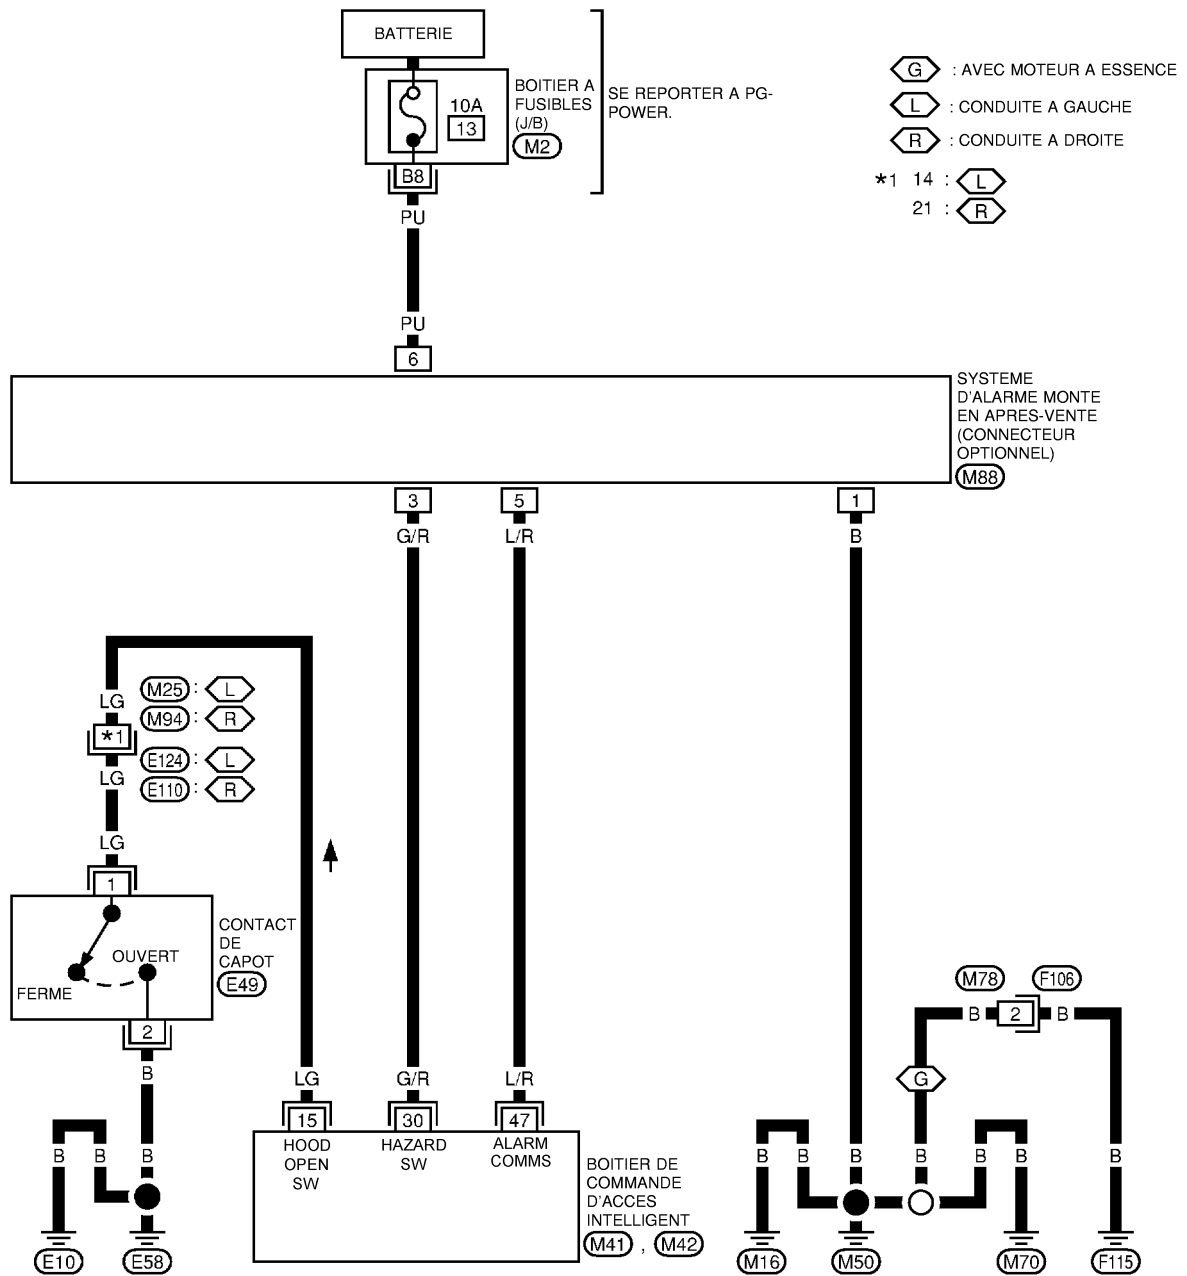 BATTERIE
10A
13
BOITIER A
FUSIBLES
(J/B)
M2
SE REPORTER A PG-
POWER.
G : AVEC MOTEUR A ESSENCE
L : CONDUITE A GAUCHE
R : CONDUITE A DROITE
*1 14 : L
21 : R
B8
PU
PU
6
SYSTEME
D'ALARME MONTE
EN APRES-VENTE
(CONNECTEUR
OPTIONNEL)
M88
3 5 1
G/R L/R B
LG
M25 : L
M94 : R
*1
E124 : L
E110 : R
LG
LG
1
OUVERT
FERME
CONTACT
DE
CAPOT
E49
2
B
B B B
E10 E58
LG G/R L/R
15 30 47
HOOD
OPEN
SW
HAZARD
SW
ALARM
COMMS
BOITIER DE
COMMANDE
D'ACCES
INTELLIGENT
M41 , M42
M78 F106
B 2 B
G
B B B B B B B
M16 M50 M70 F115